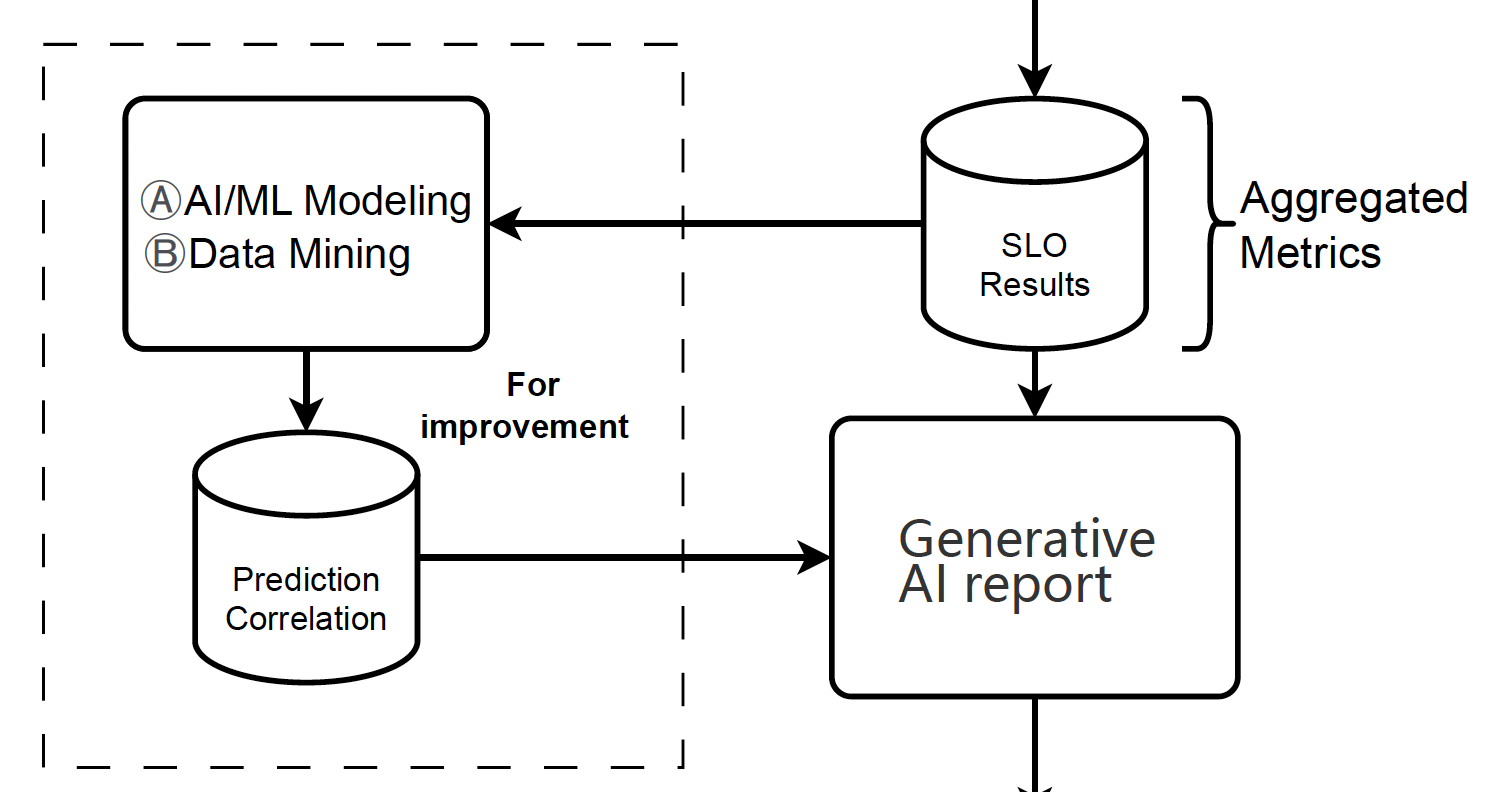 ⒶAI/ML Modeling
ⒷData Mining
For
improvement
Prediction
Correlation
SLO
Results
Aggregated
Metrics
Generative
AI report